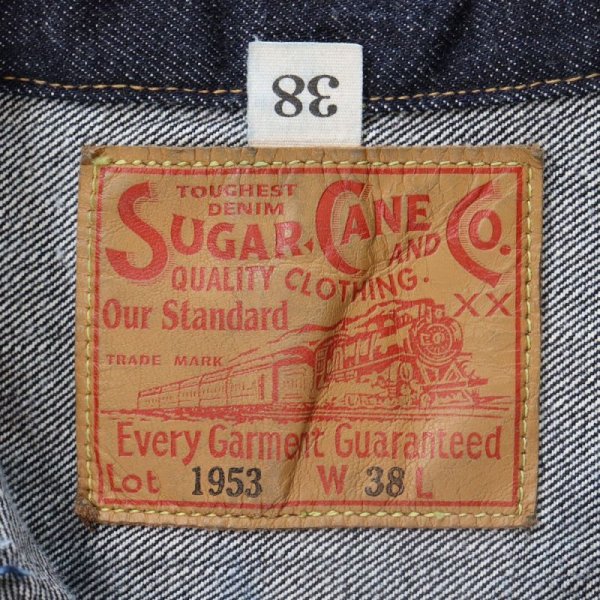 38
TOUGHEST
DENIM
SUGAR CANE AND CO.
QUALITY CLOTHING.
Our Standard XX
TRADE MARK
Every Garment Guaranteed
Lot 1953 W 38 L